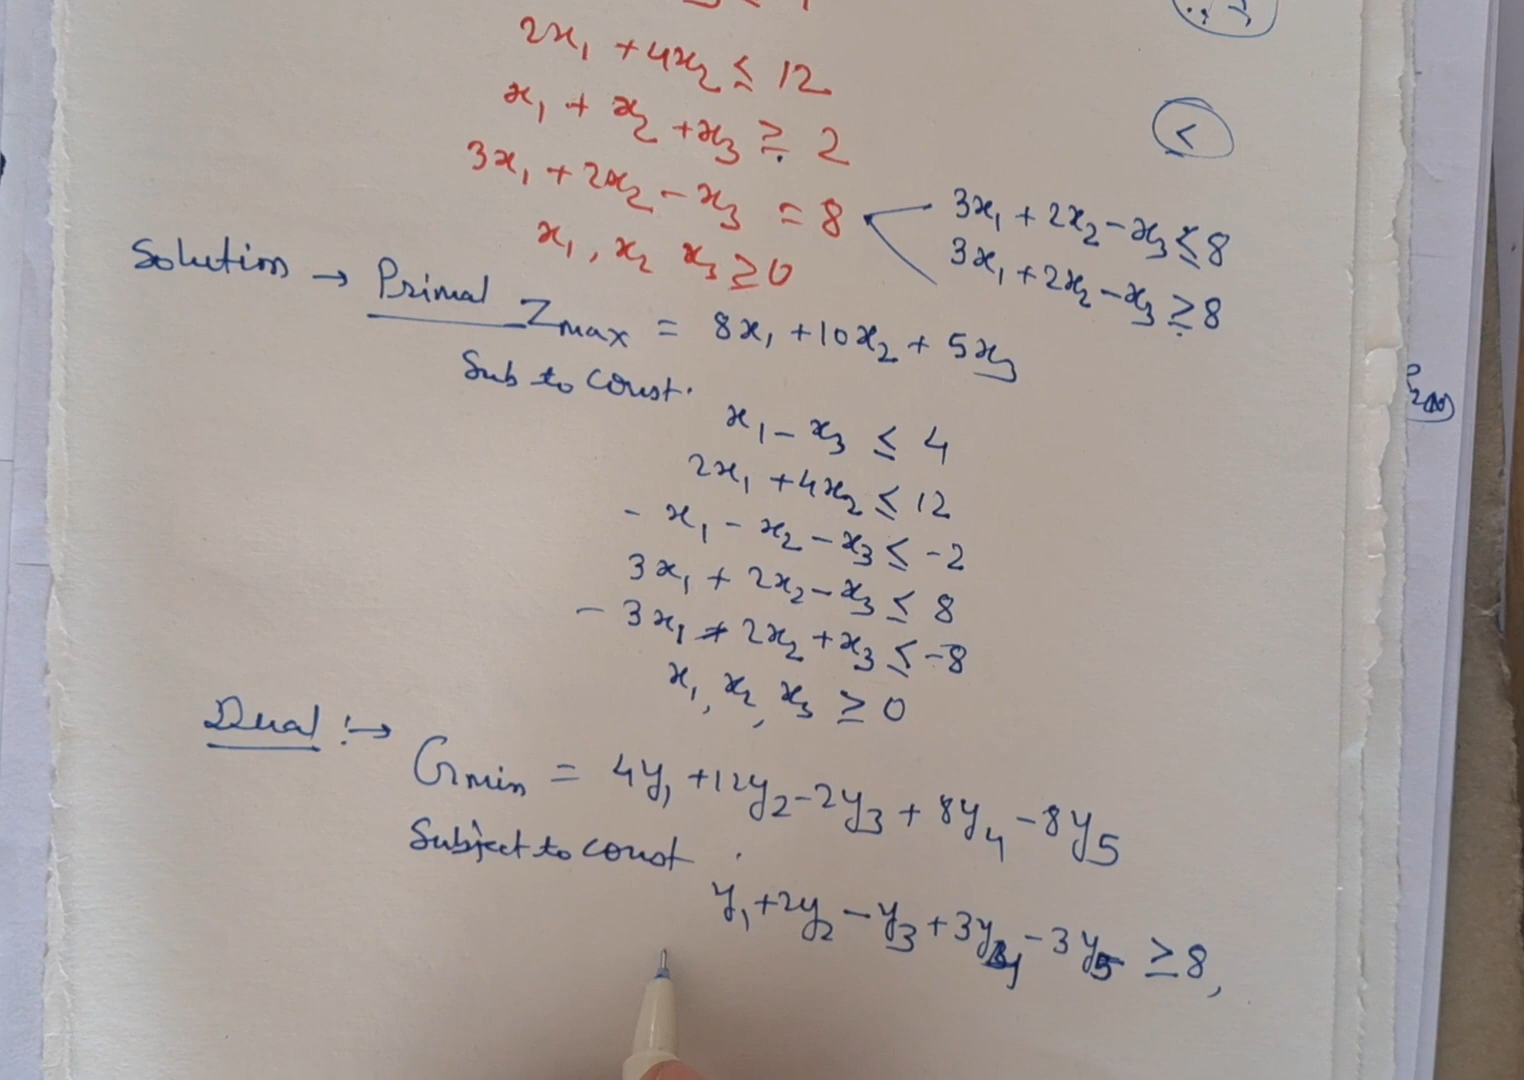 2x₁ + 4x₂ ≤ 12
x₁ + x₂ + x₃ ≥ 2
<
3x₁ + 2x₂ - x₃ = 8
3x₁ + 2x₂ - x₃ ≤ 8
3x₁ + 2x₂ - x₃ ≥ 8
x₁, x₂ x₃ ≥ 0
Solution → Primal Zmax = 8x₁ + 10x₂ + 5x₃
Sub to const.
x₁ - x₃ ≤ 4
2x₁ + 4x₂ ≤ 12
- x₁ - x₂ - x₃ ≤ -2
3x₁ + 2x₂ - x₃ ≤ 8
- 3x₁ - 2x₂ + x₃ ≤ -8
x₁, x₂, x₃ ≥ 0
Dual :→ Gmin = 4y₁ + 12y₂ - 2y₃ + 8y₄ - 8y₅
Subject to const.
y₁ + 2y₂ - y₃ + 3y₄ - 3y₅ ≥ 8,